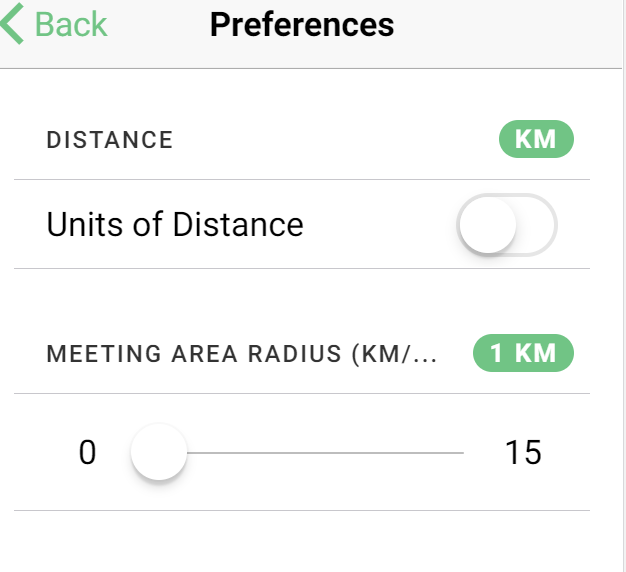 Back Preferences
DISTANCE KM
Units of Distance
MEETING AREA RADIUS (KM/... 1 KM
0 15